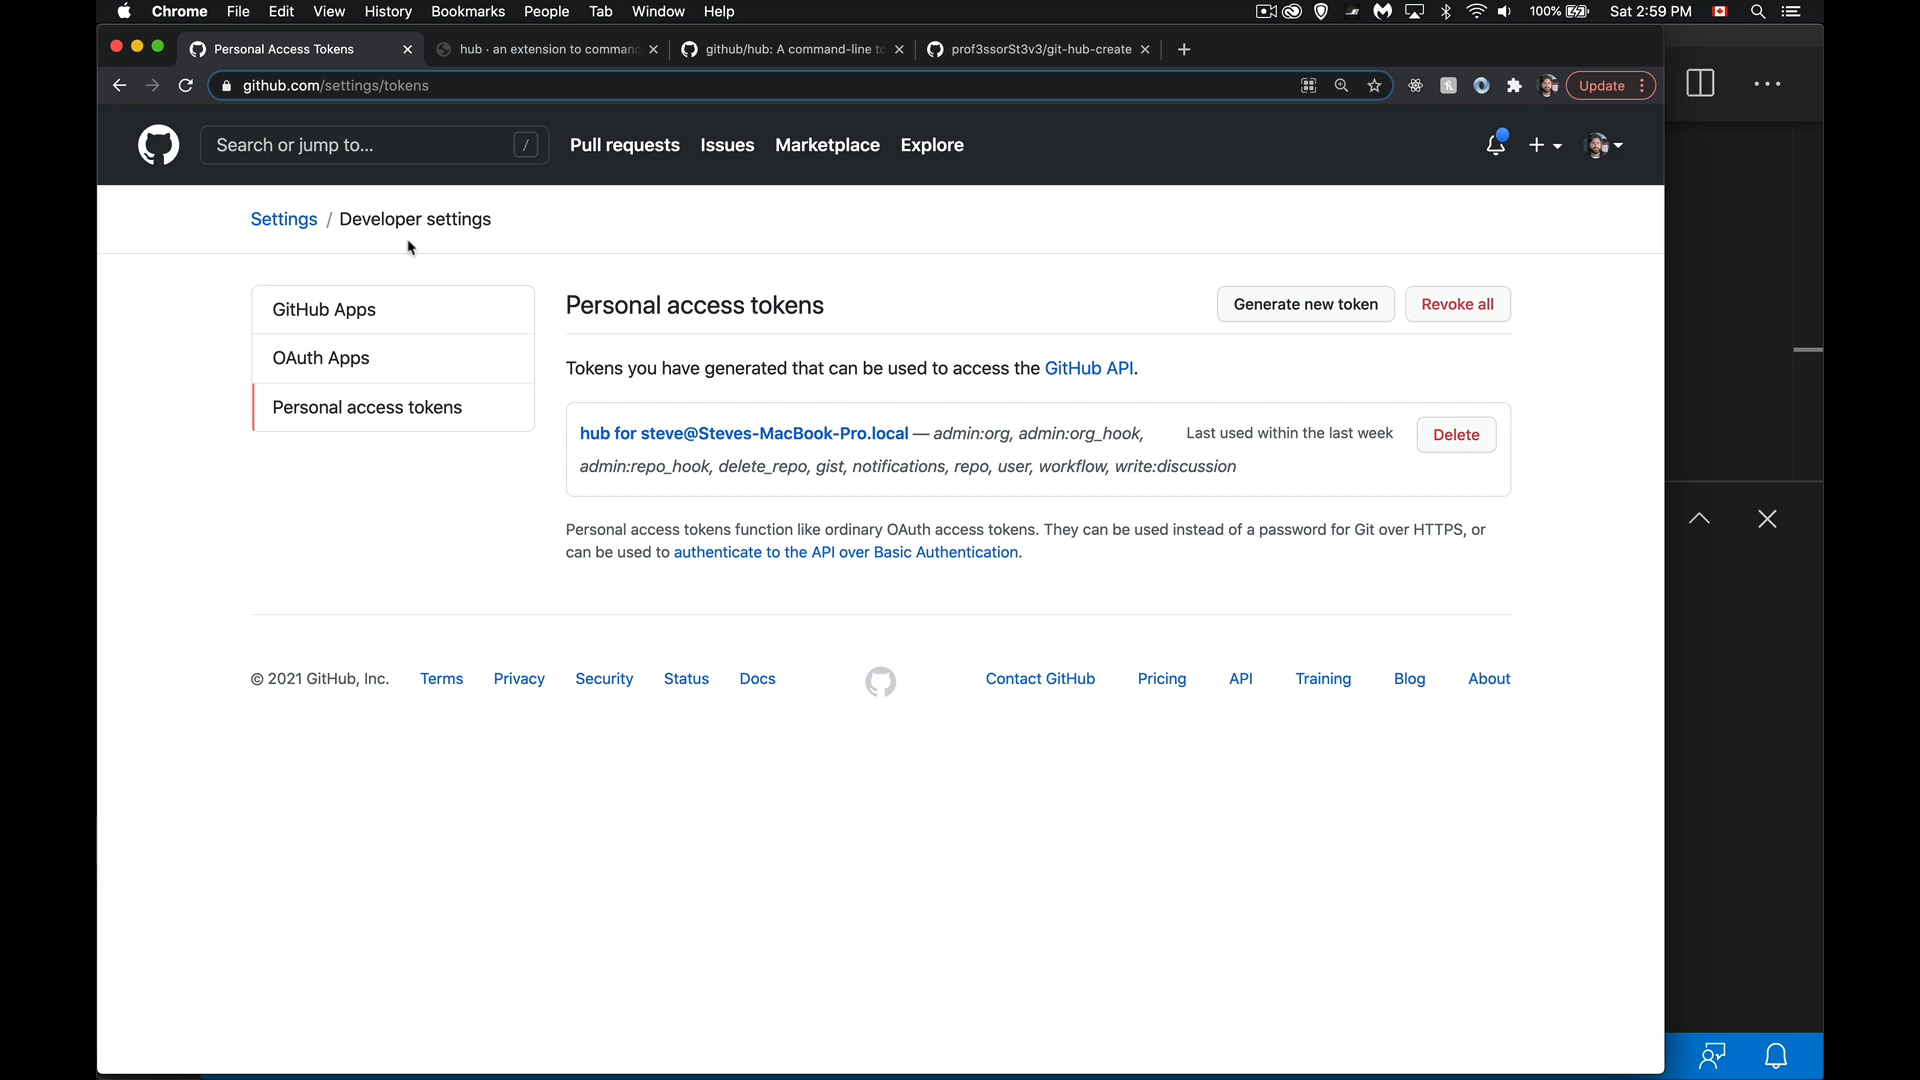 Chrome File Edit View History Bookmarks People Tab Window Help 100% Sat 2:59 PM
Personal Access Tokens hub · an extension to comman github/hub: A command-line to prof3ssorSt3v3/git-hub-create
github.com/settings/tokens Update
Search or jump to... / Pull requests Issues Marketplace Explore
Settings / Developer settings
GitHub Apps
OAuth Apps
Personal access tokens
Personal access tokens Generate new token Revoke all
Tokens you have generated that can be used to access the GitHub API.
hub for steve@Steves-MacBook-Pro.local — admin:org, admin:org_hook, Last used within the last week Delete
admin:repo_hook, delete_repo, gist, notifications, repo, user, workflow, write:discussion
Personal access tokens function like ordinary OAuth access tokens. They can be used instead of a password for Git over HTTPS, or
can be used to authenticate to the API over Basic Authentication.
© 2021 GitHub, Inc. Terms Privacy Security Status Docs Contact GitHub Pricing API Training Blog About